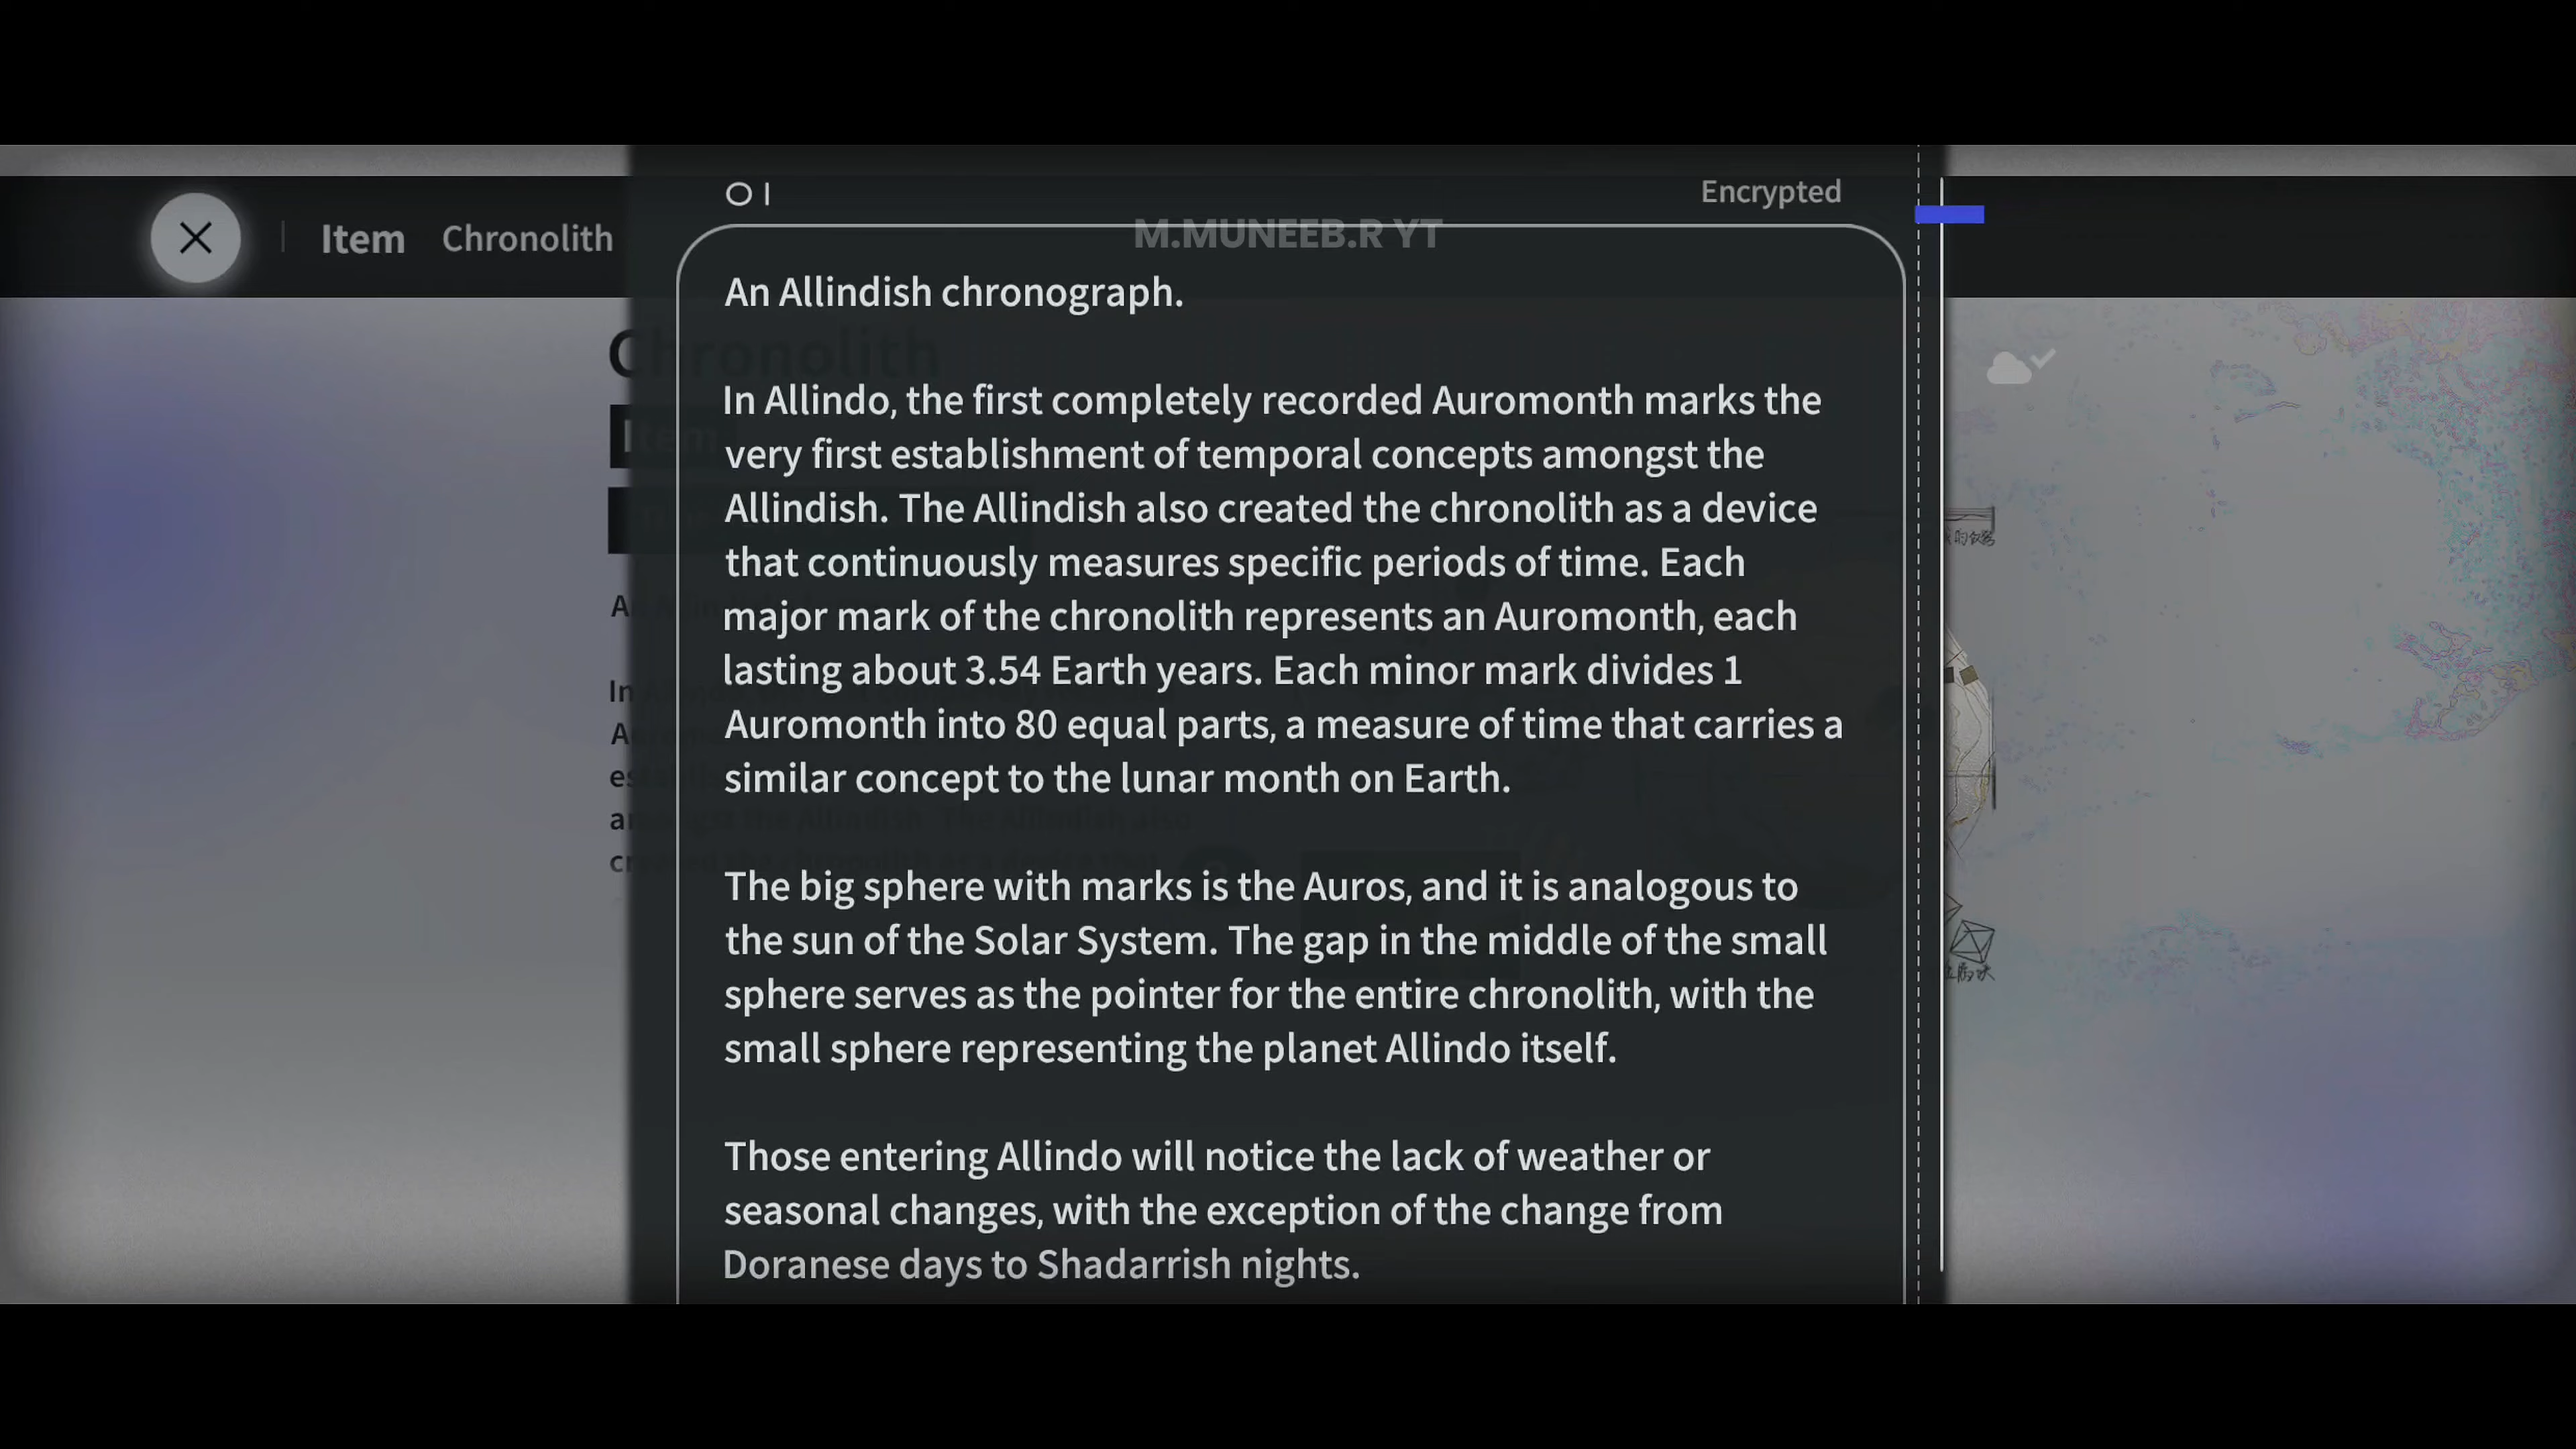 01
Encrypted
M.MUNEEB.R YT
Item Chronolith
An Allindish chronograph.
Chronolith
In Allindo, the first completely recorded Auromonth marks the
Item
very first establishment of temporal concepts amongst the
Allindish. The Allindish also created the chronolith as a device
that continuously measures specific periods of time. Each
major mark of the chronolith represents an Auromonth, each
lasting about 3.54 Earth years. Each minor mark divides 1
Auromonth into 80 equal parts, a measure of time that carries a
similar concept to the lunar month on Earth.
The big sphere with marks is the Auros, and it is analogous to
the sun of the Solar System. The gap in the middle of the small
sphere serves as the pointer for the entire chronolith, with the
small sphere representing the planet Allindo itself.
Those entering Allindo will notice the lack of weather or
seasonal changes, with the exception of the change from
Doranese days to Shadarrish nights.